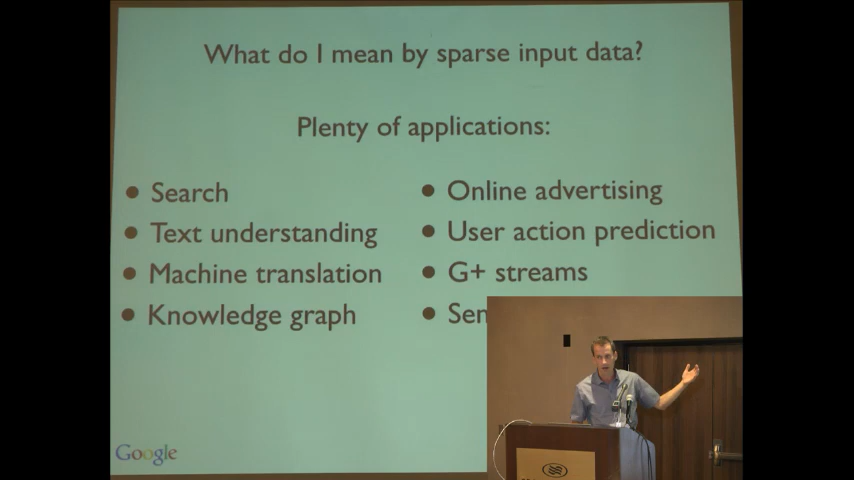 What do I mean by sparse input data?
Plenty of applications:
• Search
• Text understanding
• Machine translation
• Knowledge graph
• Online advertising
• User action prediction
• G+ streams
• Sen
Google